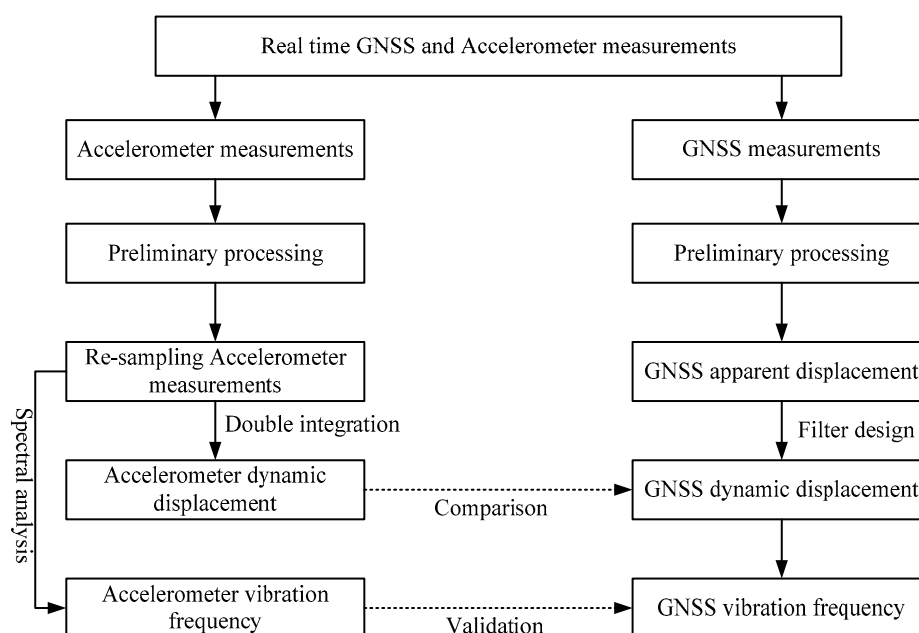 Real time GNSS and Accelerometer measurements
Accelerometer measurements
GNSS measurements
Preliminary processing
Preliminary processing
Re-sampling Accelerometer
measurements
GNSS apparent displacement
Spectral analysis
Double integration
Filter design
Accelerometer dynamic
displacement
Comparison
GNSS dynamic displacement
Accelerometer vibration
frequency
Validation
GNSS vibration frequency